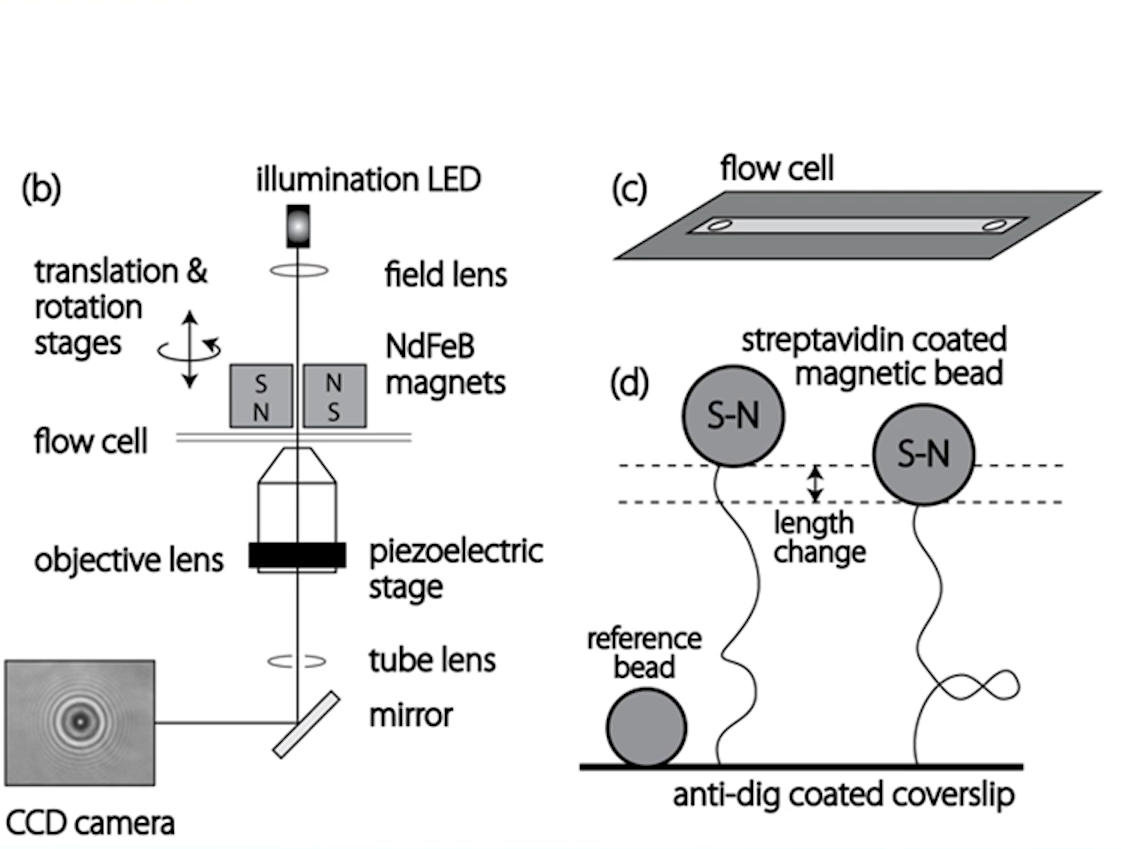 (b)
illumination LED
translation &
rotation
stages
field lens
NdFeB
magnets
S
N
N
S
flow cell
objective lens
piezoelectric
stage
tube lens
mirror
CCD camera
(c)
flow cell
(d)
streptavidin coated
magnetic bead
S-N
S-N
length
change
reference
bead
anti-dig coated coverslip